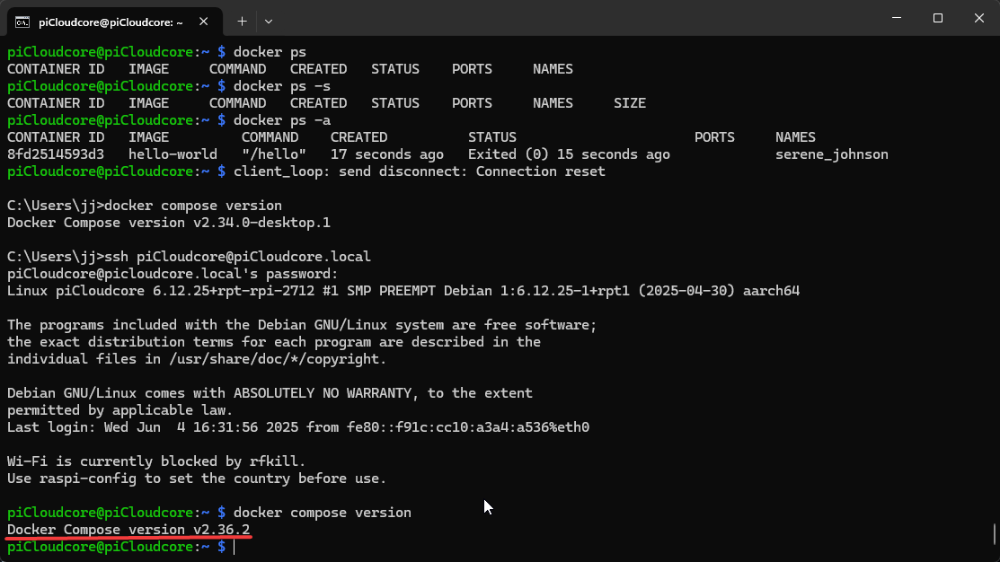 piCloudcore@piCloudcore: ~
piCloudcore@piCloudcore:~ $ docker ps
CONTAINER ID   IMAGE     COMMAND   CREATED   STATUS    PORTS     NAMES
piCloudcore@piCloudcore:~ $ docker ps -s
CONTAINER ID   IMAGE     COMMAND   CREATED   STATUS    PORTS     NAMES     SIZE
piCloudcore@piCloudcore:~ $ docker ps -a
CONTAINER ID   IMAGE         COMMAND    CREATED          STATUS                      PORTS     NAMES
8fd2514593d3   hello-world   "/hello"   17 seconds ago   Exited (0) 15 seconds ago             serene_johnson
piCloudcore@piCloudcore:~ $ client_loop: send disconnect: Connection reset
C:\Users\jj>docker compose version
Docker Compose version v2.34.0-desktop.1
C:\Users\jj>ssh piCloudcore@piCloudcore.local
piCloudcore@picloudcore.local's password:
Linux piCloudcore 6.12.25+rpt-rpi-2712 #1 SMP PREEMPT Debian 1:6.12.25-1+rpt1 (2025-04-30) aarch64
The programs included with the Debian GNU/Linux system are free software;
the exact distribution terms for each program are described in the
individual files in /usr/share/doc/*/copyright.
Debian GNU/Linux comes with ABSOLUTELY NO WARRANTY, to the extent
permitted by applicable law.
Last login: Wed Jun  4 16:31:56 2025 from fe80::f91c:cc10:a3a4:a536%eth0
Wi-Fi is currently blocked by rfkill.
Use raspi-config to set the country before use.
piCloudcore@piCloudcore:~ $ docker compose version
Docker Compose version v2.36.2
piCloudcore@piCloudcore:~ $